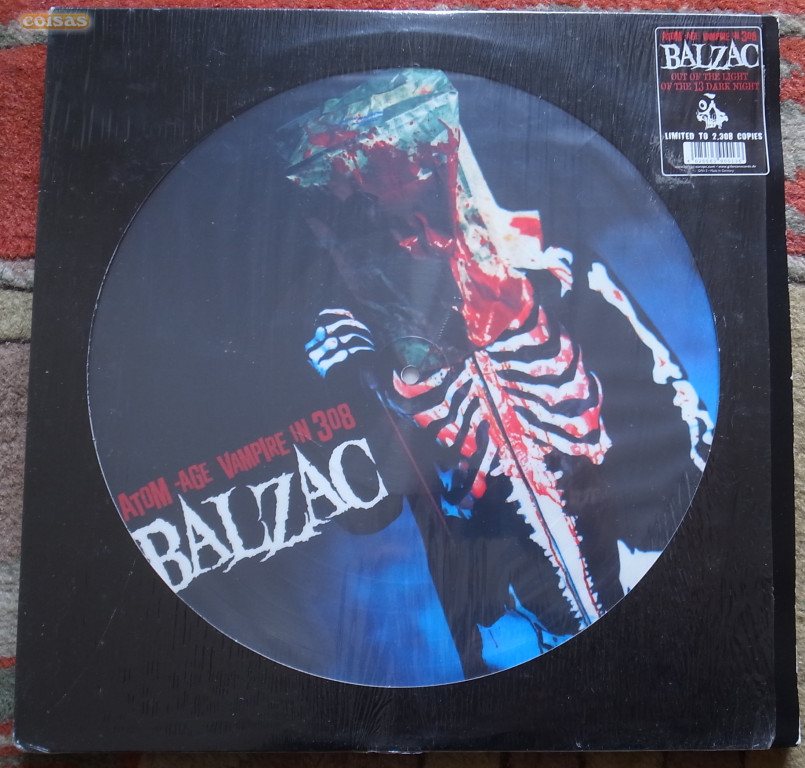 coisas
ATOM-AGE VAMPIRE IN 308
BALZAC
OUT OF THE LIGHT
OF THE 13 DARK NIGHT
LIMITED TO 2.308 COPIES
ATOM-AGE VAMPIRE IN 308
BALZAC